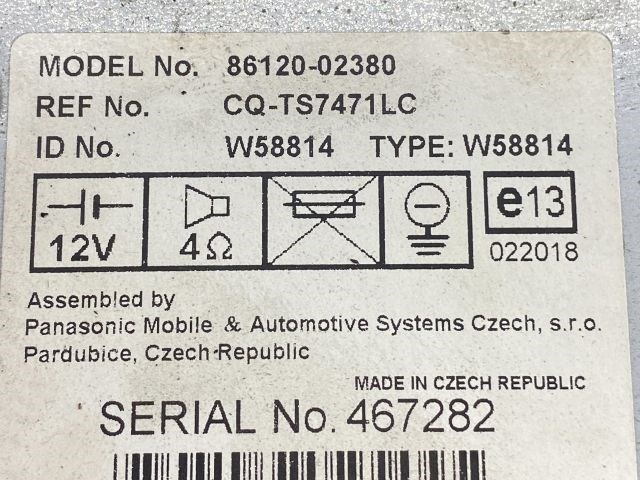 MODEL No. 86120-02380
REF No. CQ-TS7471LC
ID No. W58814 TYPE: W58814
12V 4Ω e13
022018
Assembled by
Panasonic Mobile & Automotive Systems Czech, s.r.o.
Pardubice, Czech Republic
MADE IN CZECH REPUBLIC
SERIAL No. 467282